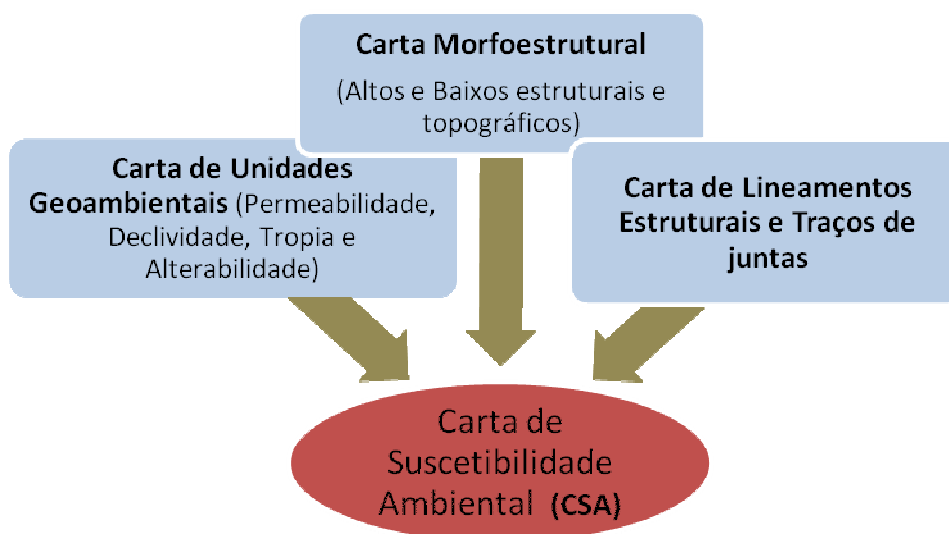 Carta Morfoestrutural
(Altos e Baixos estruturais e
topográficos)
Carta de Unidades
Geoambientais (Permeabilidade,
Declividade, Tropia e
Alterabilidade)
Carta de Lineamentos
Estruturais e Traços de
juntas
Carta de
Suscetibilidade
Ambiental (CSA)